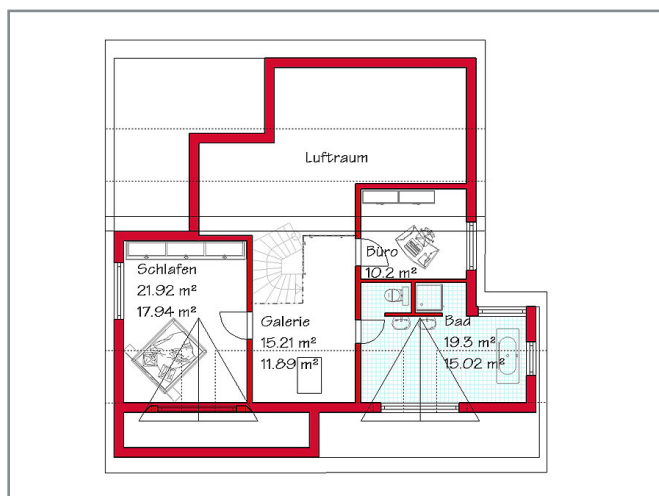 Luftraum
Büro
10.2 m²
Schlafen
21.92 m²
17.94 m²
Galerie
15.21 m²
11.89 m²
Bad
19.3 m²
15.02 m²